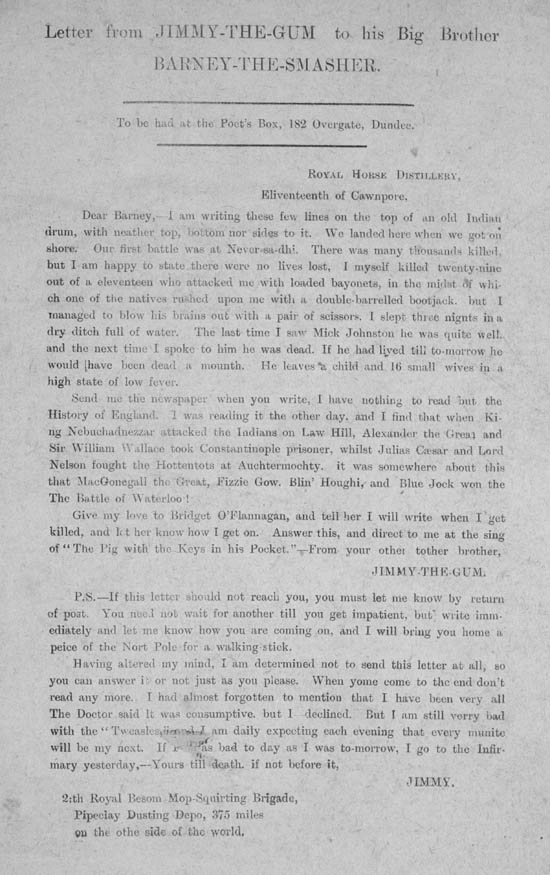 Letter from JIMMY-THE-GUM to his Big Brother
BARNEY-THE-SMASHER.
To be had at the Poet's Box, 182 Overgate, Dundee.
ROYAL HORSE DISTILLERY,
Eliventeenth of Cawnpore.
Dear Barney,—I am writing these few lines on the top of an old Indian
drum, with neather top, bottom nor sides to it. We landed here when we got on
shore. Our first battle was at Never-sa-dhi. There was many thousands killed,
but I am happy to state there were no lives lost, I myself killed twenty-nine
out of a eleventeen who attacked me with loaded bayonets, in the midst of whi-
ch one of the natives rushed upon me with a double-barrelled bootjack. but I
managed to blow his brains out with a pair of scissors. I slept three nignts in a
dry ditch full of water. The last time I saw Mick Johnston he was quite well.
and the next time I spoke to him he was dead. If he had lived till to-morrow he
would have been dead a mounth. He leaves a child and 16 small wives in a
high state of low fever.
Send me the newspaper when you write, I have nothing to read but the
History of England. I was reading it the other day. and I find that when Ki-
ng Nebuchadnezzar attacked the Indians on Law Hill, Alexander the Great and
Sir William Wallace took Constantinople prisoner, whilst Julias Cæsar and Lord
Nelson fought the Hottentots at Auchtermochty. it was somewhere about this
that MacGonegall the Great, Fizzie Gow. Blin' Houghi, and Blue Jock won the
The Battle of Waterloo!
Give my love to Bridget O'Flannagan, and tell her I will write when I get
killed, and let her know how I get on. Answer this, and direct to me at the sing
of "The Pig with the Keys in his Pocket."—From your other tother brother,
JIMMY-THE-GUM.
P.S.—If this letter should not reach you, you must let me know by return
of post. You need not wait for another till you get impatient, but write imm-
ediately and let me know how you are coming on, and I will bring you home a
peice of the Nort Pole for a walking-stick.
Having altered my mind, I am determined not to send this letter at all, so
you can answer it or not just as you please. When yome come to the end don't
read any more. I had almost forgotten to mention that I have been very all
The Doctor said it was consumptive. but I declined. But I am still verry bad
with the "Tweasles, I am daily expecting each evening that every munite
will be my next. If as bad to day as I was to-morrow, I go to the Infir-
mary yesterday,—Yours till death. if not before it,
JIMMY.
2:th Royal Besom Mop-Squirting Brigade,
Pipeclay Dusting Depo, 375 miles
on the othe side of the world.